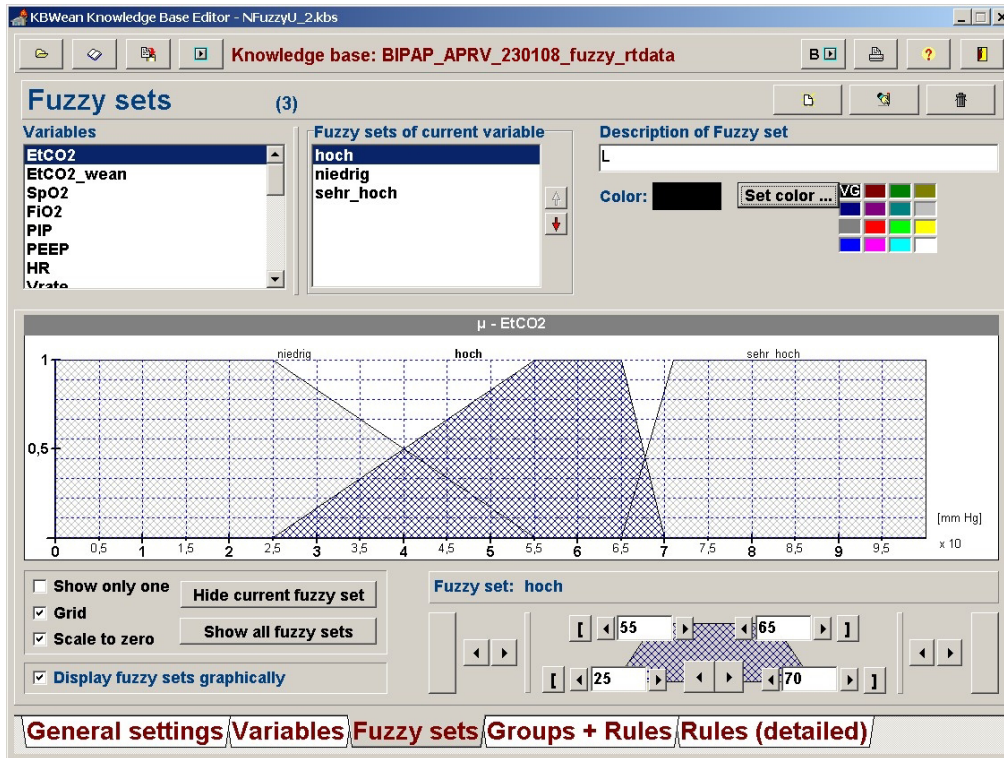 KBWean Knowledge Base Editor - NFuzzyU_2.kbs
Knowledge base: BIPAP_APRV_230108_fuzzy_rtdata
B
?
Fuzzy sets (3)
Variables
EtCO2
EtCO2_wean
SpO2
FiO2
PIP
PEEP
HR
Vrate
Fuzzy sets of current variable
hoch
niedrig
sehr_hoch
Description of Fuzzy set
L
Color:
Set color ...
VG
µ - EtCO2
niedrig hoch sehr hoch
1
0,5
[mm Hg]
0 0,5 1 1,5 2 2,5 3 3,5 4 4,5 5 5,5 6 6,5 7 7,5 8 8,5 9 9,5 x 10
Show only one
Grid
Scale to zero
Hide current fuzzy set
Show all fuzzy sets
Display fuzzy sets graphically
Fuzzy set: hoch
[ 55 65 ]
[ 25 70 ]
General settings Variables Fuzzy sets Groups + Rules Rules (detailed)